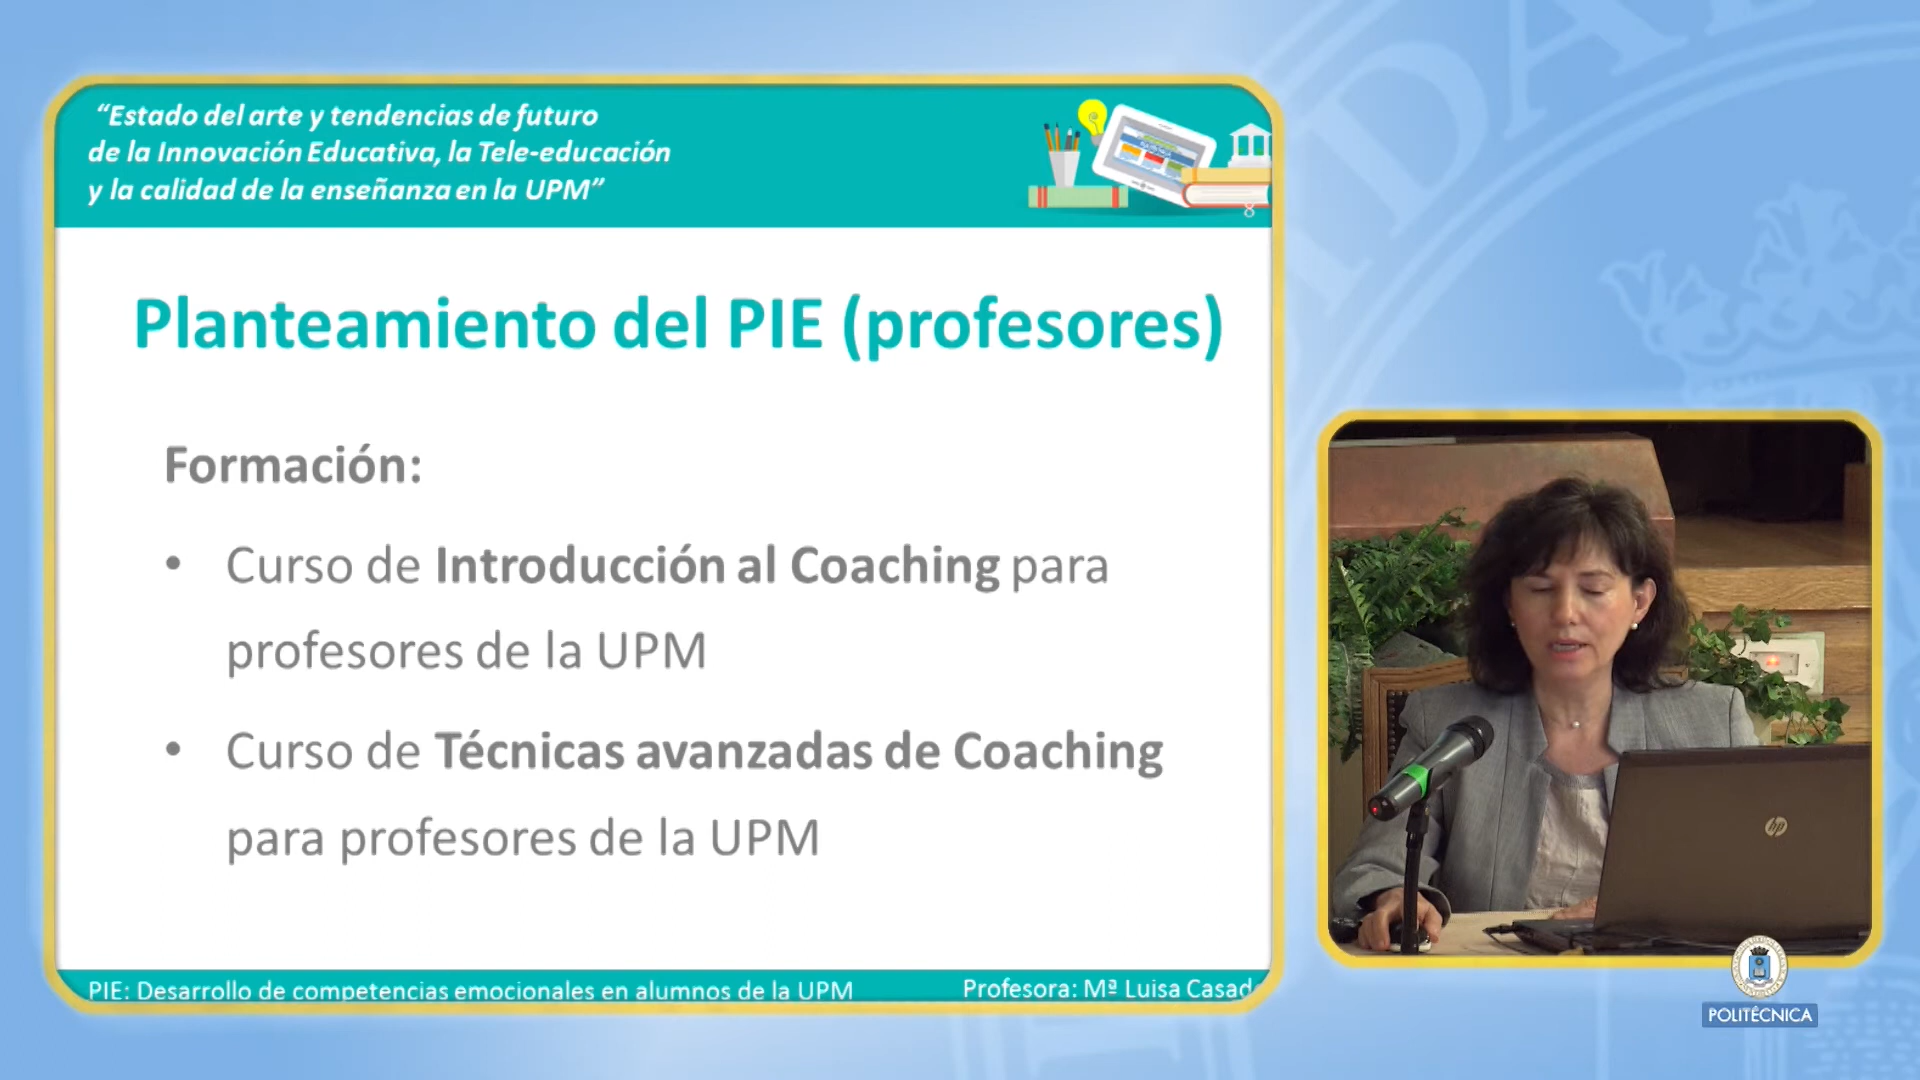 “Estado del arte y tendencias de futuro
de la Innovación Educativa, la Tele-educación
y la calidad de la enseñanza en la UPM”
8
Planteamiento del PIE (profesores)
Formación:
• Curso de Introducción al Coaching para
profesores de la UPM
• Curso de Técnicas avanzadas de Coaching
para profesores de la UPM
PIE: Desarrollo de competencias emocionales en alumnos de la UPM
Profesora: Mª Luisa Casad
hp
POLITÉCNICA